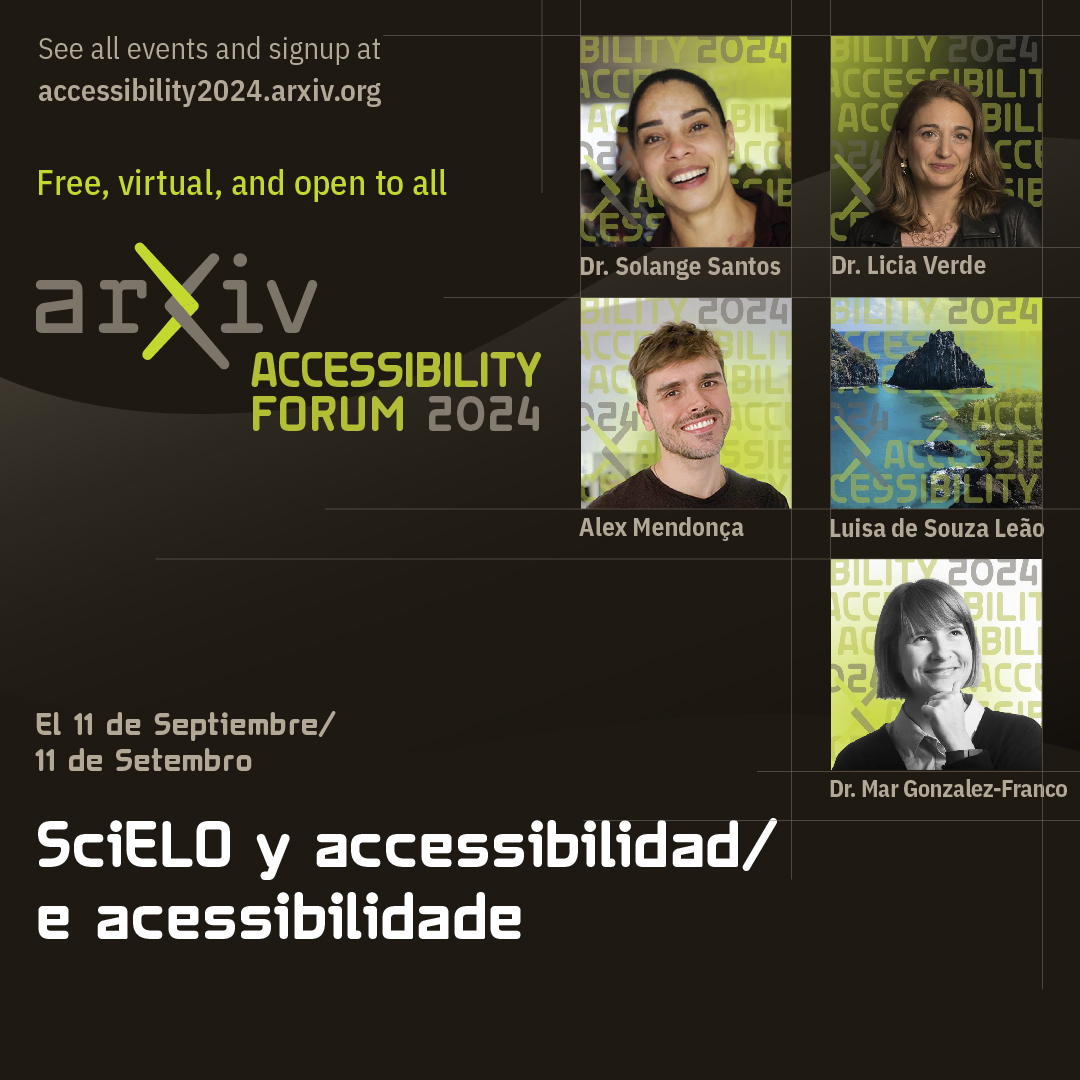 See all events and signup at
accessibility2024.arxiv.org
Free, virtual, and open to all
arXiv
ACCESSIBILITY
FORUM 2024
Dr. Solange Santos
Dr. Licia Verde
Alex Mendonça
Luisa de Souza Leão
Dr. Mar Gonzalez-Franco
El 11 de Septiembre/
11 de Setembro
SciELO y accessibilidad/
e acessibilidade